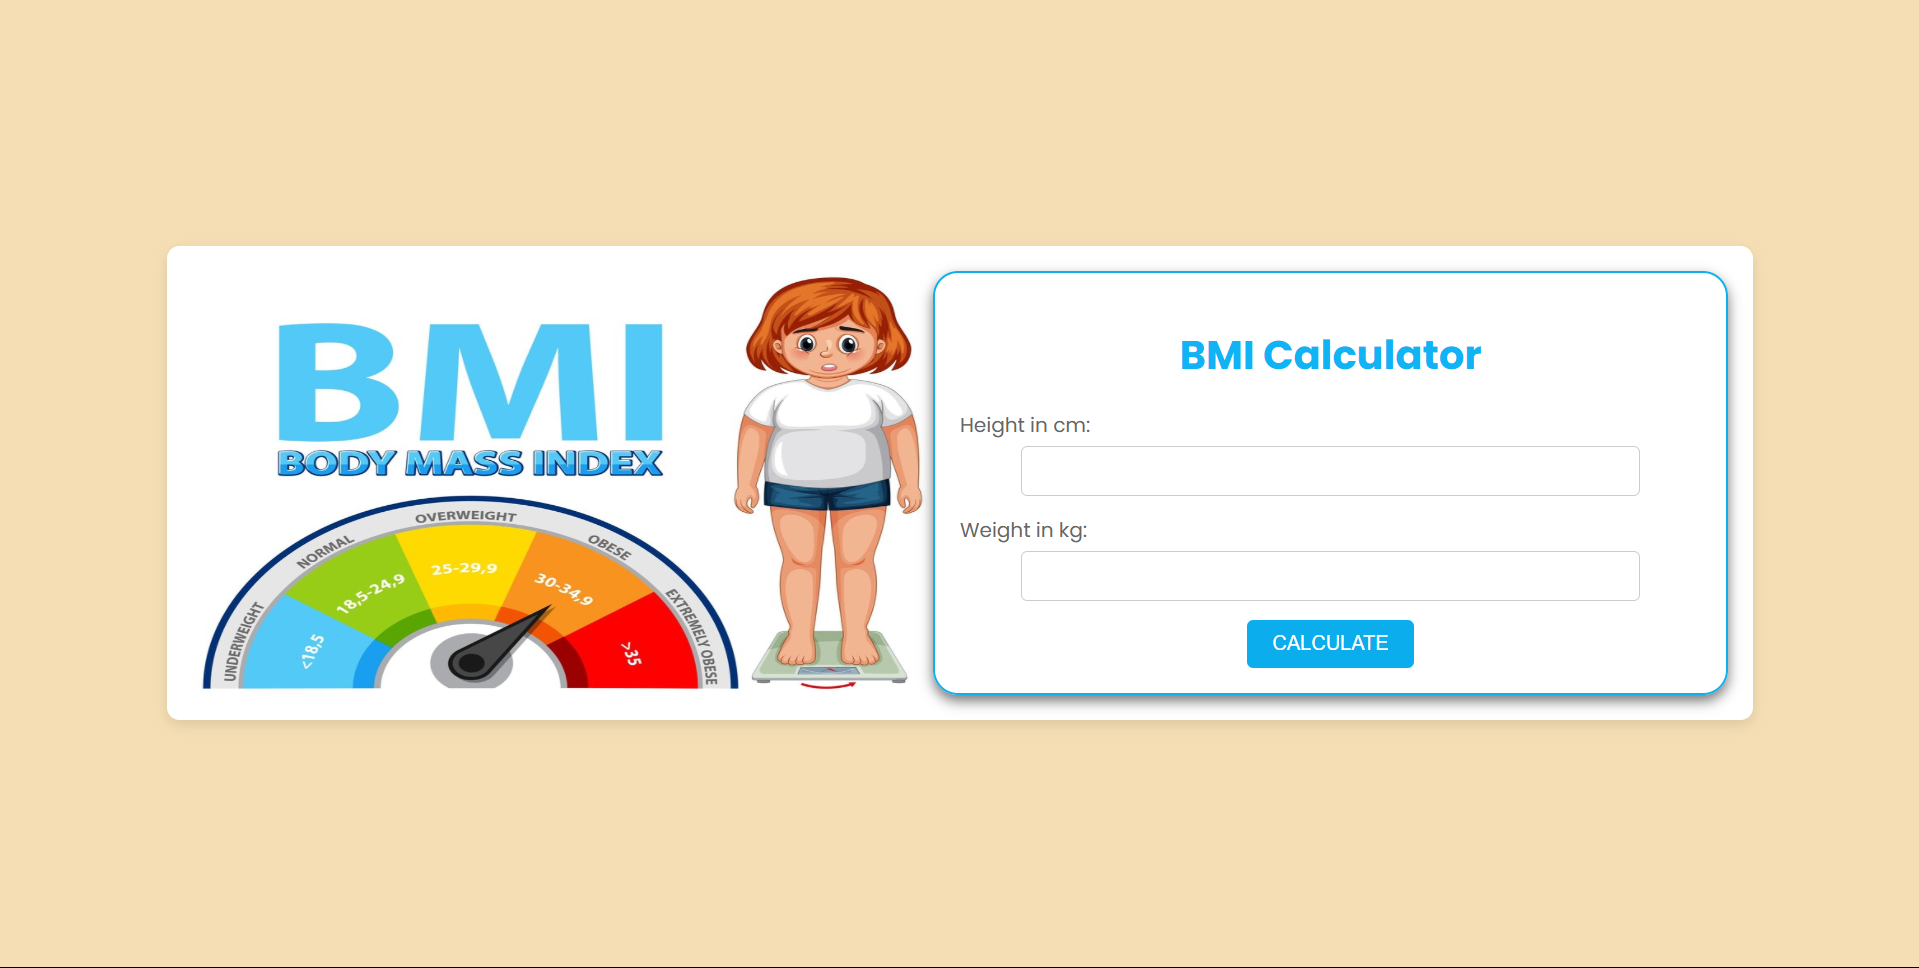 BMI
BODY MASS INDEX
UNDERWEIGHT
NORMAL
OVERWEIGHT
OBESE
EXTREMELY OBESE
<18,5
18,5-24,9
25-29,9
30-34,9
>35
BMI Calculator
Height in cm:
Weight in kg:
CALCULATE